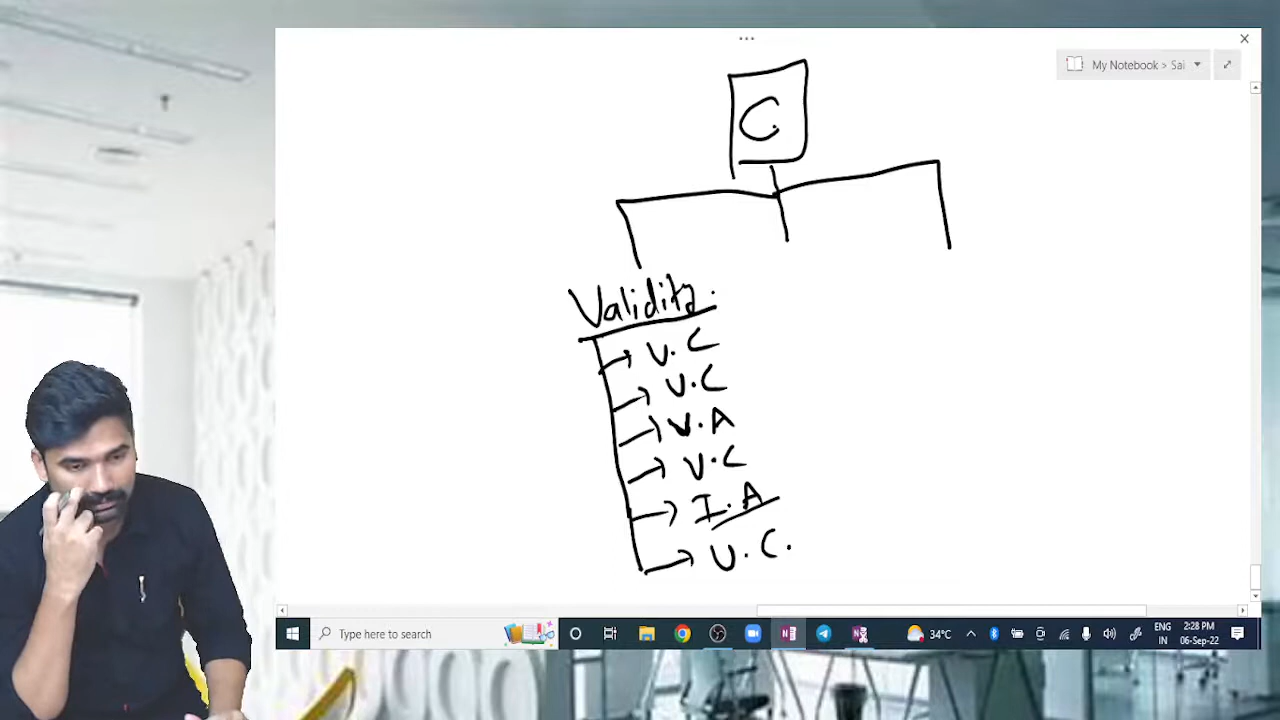 ...
My Notebook > Sai
C
Validity.
V.C
V.C
V.A
V.C
I.A
V.C.
Type here to search
34°C
ENG
IN
2:28 PM
06-Sep-22